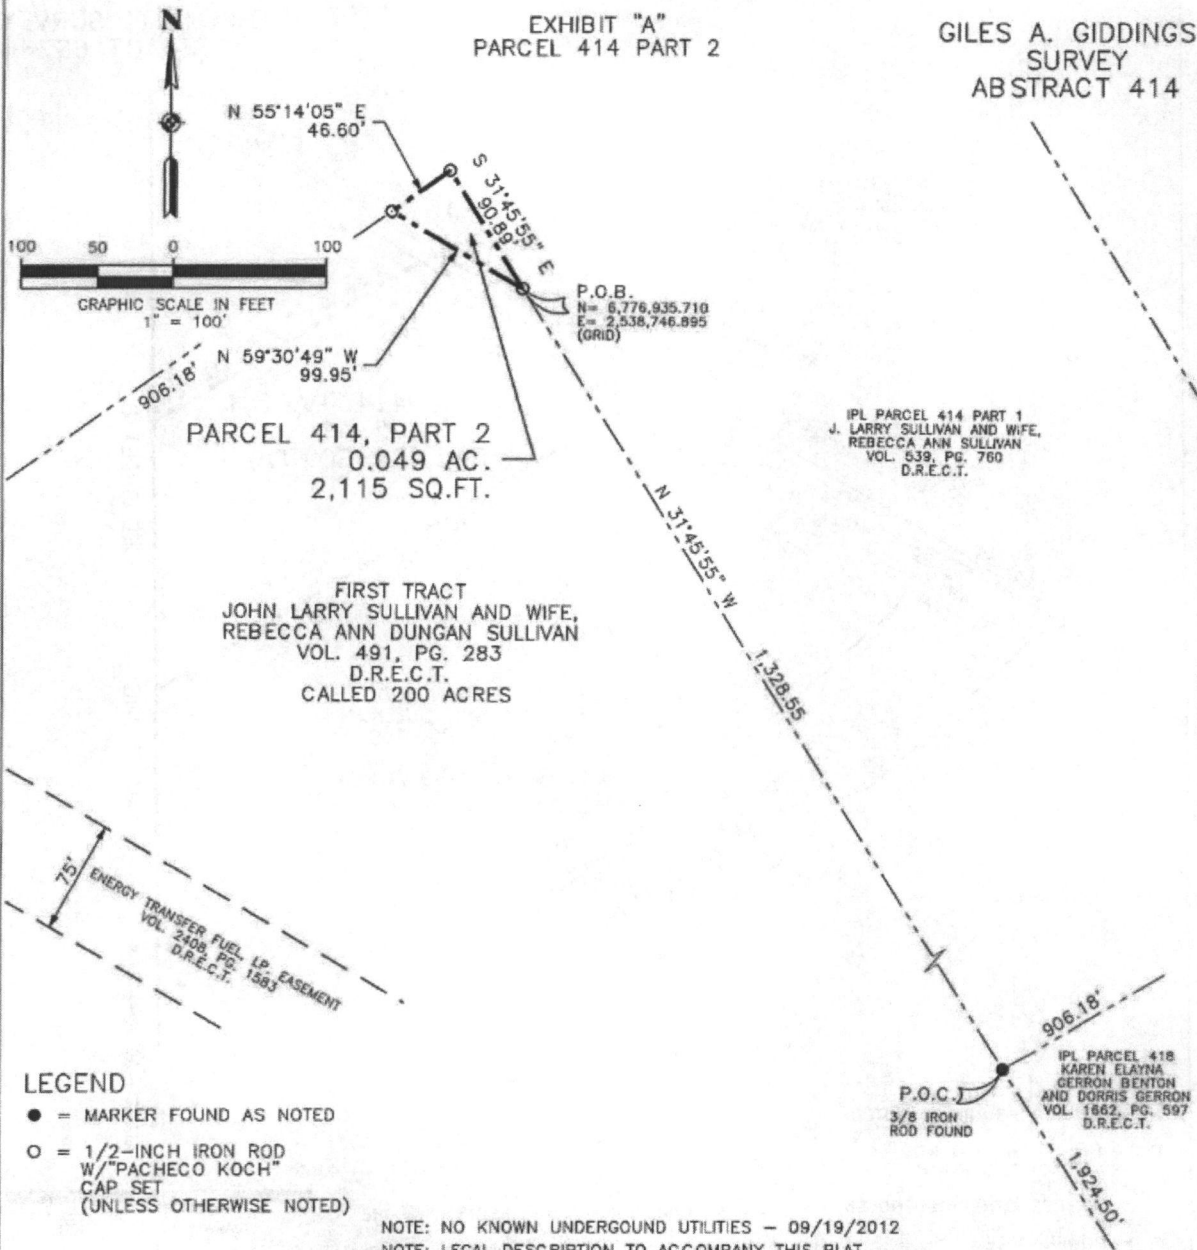 EXHIBIT "A"
PARCEL 414 PART 2
GILES A. GIDDINGS
SURVEY
ABSTRACT 414
N
N 55°14'05" E
46.60'
S 31°45'55" E
90.89'
100 50 0 100
GRAPHIC SCALE IN FEET
1" = 100'
P.O.B.
N= 6,776,935.710
E= 2,538,746.895
(GRID)
N 59°30'49" W
99.95'
906.18'
PARCEL 414, PART 2
0.049 AC.
2,115 SQ.FT.
IPL PARCEL 414 PART 1
J. LARRY SULLIVAN AND WIFE,
REBECCA ANN SULLIVAN
VOL. 539, PG. 760
D.R.E.C.T.
N 31°45'55" W
1,328.55
FIRST TRACT
JOHN LARRY SULLIVAN AND WIFE,
REBECCA ANN DUNGAN SULLIVAN
VOL. 491, PG. 283
D.R.E.C.T.
CALLED 200 ACRES
75'
ENERGY TRANSFER FUEL, LP. EASEMENT
VOL. 2408, PG. 1583
D.R.E.C.T.
906.18'
IPL PARCEL 418
KAREN ELAYNA
GERRON BENTON
AND DORRIS GERRON
VOL. 1662, PG. 597
D.R.E.C.T.
P.O.C.
3/8 IRON
ROD FOUND
1,924.50'
LEGEND
● = MARKER FOUND AS NOTED
O = 1/2-INCH IRON ROD
W/"PACHECO KOCH"
CAP SET
(UNLESS OTHERWISE NOTED)
NOTE: NO KNOWN UNDERGOUND UTILITIES - 09/19/2012
NOTE: LEGAL DESCRIPTION TO ACCOMPANY THIS PLAT